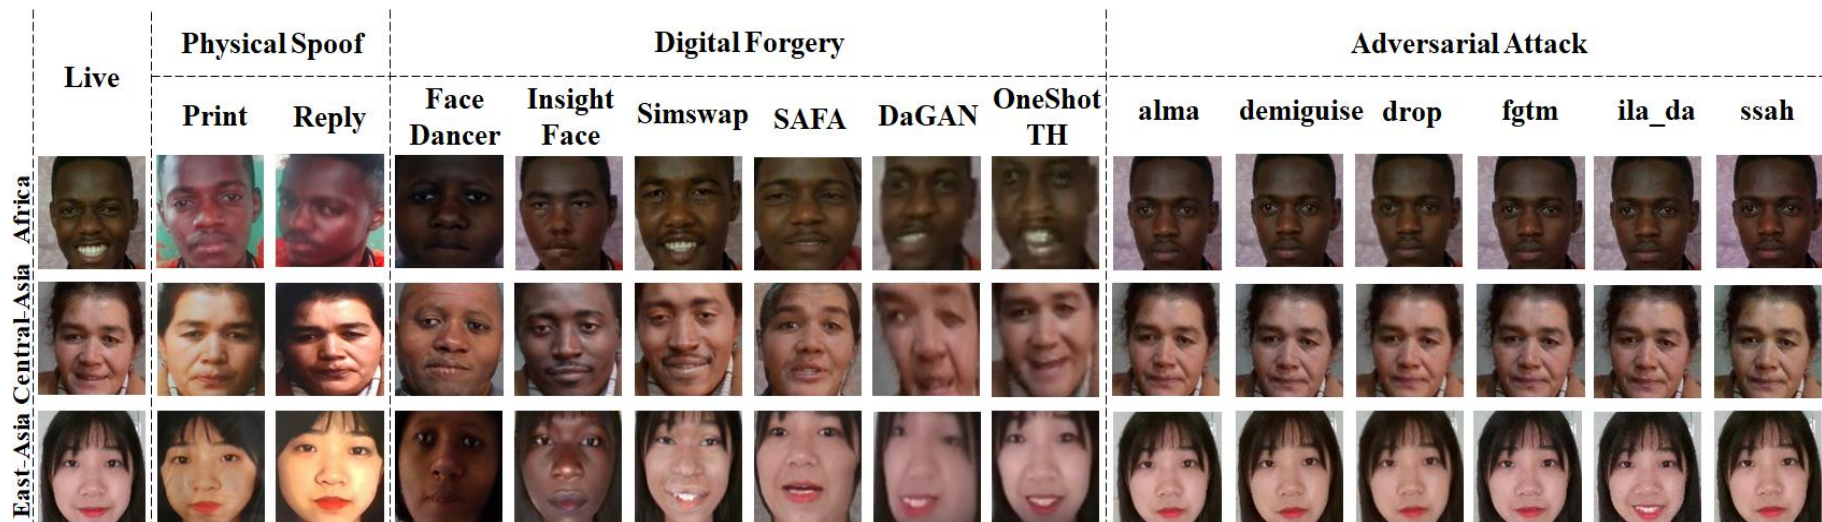 Live
Physical Spoof
Digital Forgery
Adversarial Attack
Print
Reply
Face
Dancer
Insight
Face
Simswap
SAFA
DaGAN
OneShot
TH
alma
demiguise
drop
fgtm
ila_da
ssah
Africa
Central-Asia
East-Asia